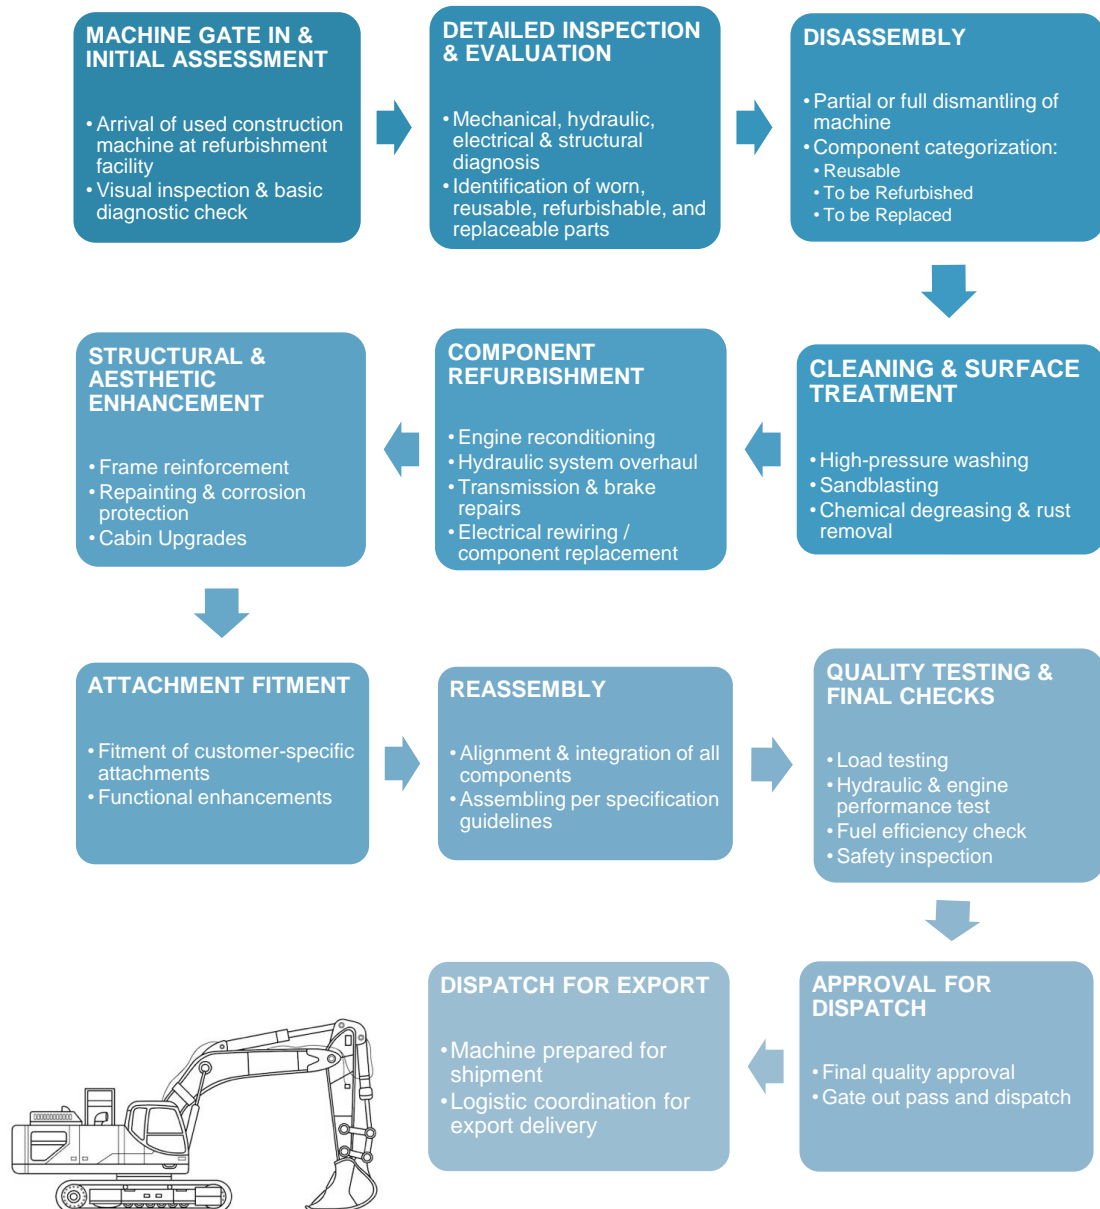 MACHINE GATE IN &
INITIAL ASSESSMENT
• Arrival of used construction
machine at refurbishment
facility
• Visual inspection & basic
diagnostic check
DETAILED INSPECTION
& EVALUATION
• Mechanical, hydraulic,
electrical & structural
diagnosis
• Identification of worn,
reusable, refurbishable, and
replaceable parts
DISASSEMBLY
• Partial or full dismantling of
machine
• Component categorization:
• Reusable
• To be Refurbished
• To be Replaced
CLEANING & SURFACE
TREATMENT
• High-pressure washing
• Sandblasting
• Chemical degreasing & rust
removal
COMPONENT
REFURBISHMENT
• Engine reconditioning
• Hydraulic system overhaul
• Transmission & brake
repairs
• Electrical rewiring /
component replacement
STRUCTURAL &
AESTHETIC
ENHANCEMENT
• Frame reinforcement
• Repainting & corrosion
protection
• Cabin Upgrades
ATTACHMENT FITMENT
• Fitment of customer-specific
attachments
• Functional enhancements
REASSEMBLY
• Alignment & integration of all
components
• Assembling per specification
guidelines
QUALITY TESTING &
FINAL CHECKS
• Load testing
• Hydraulic & engine
performance test
• Fuel efficiency check
• Safety inspection
APPROVAL FOR
DISPATCH
• Final quality approval
• Gate out pass and dispatch
DISPATCH FOR EXPORT
• Machine prepared for
shipment
• Logistic coordination for
export delivery